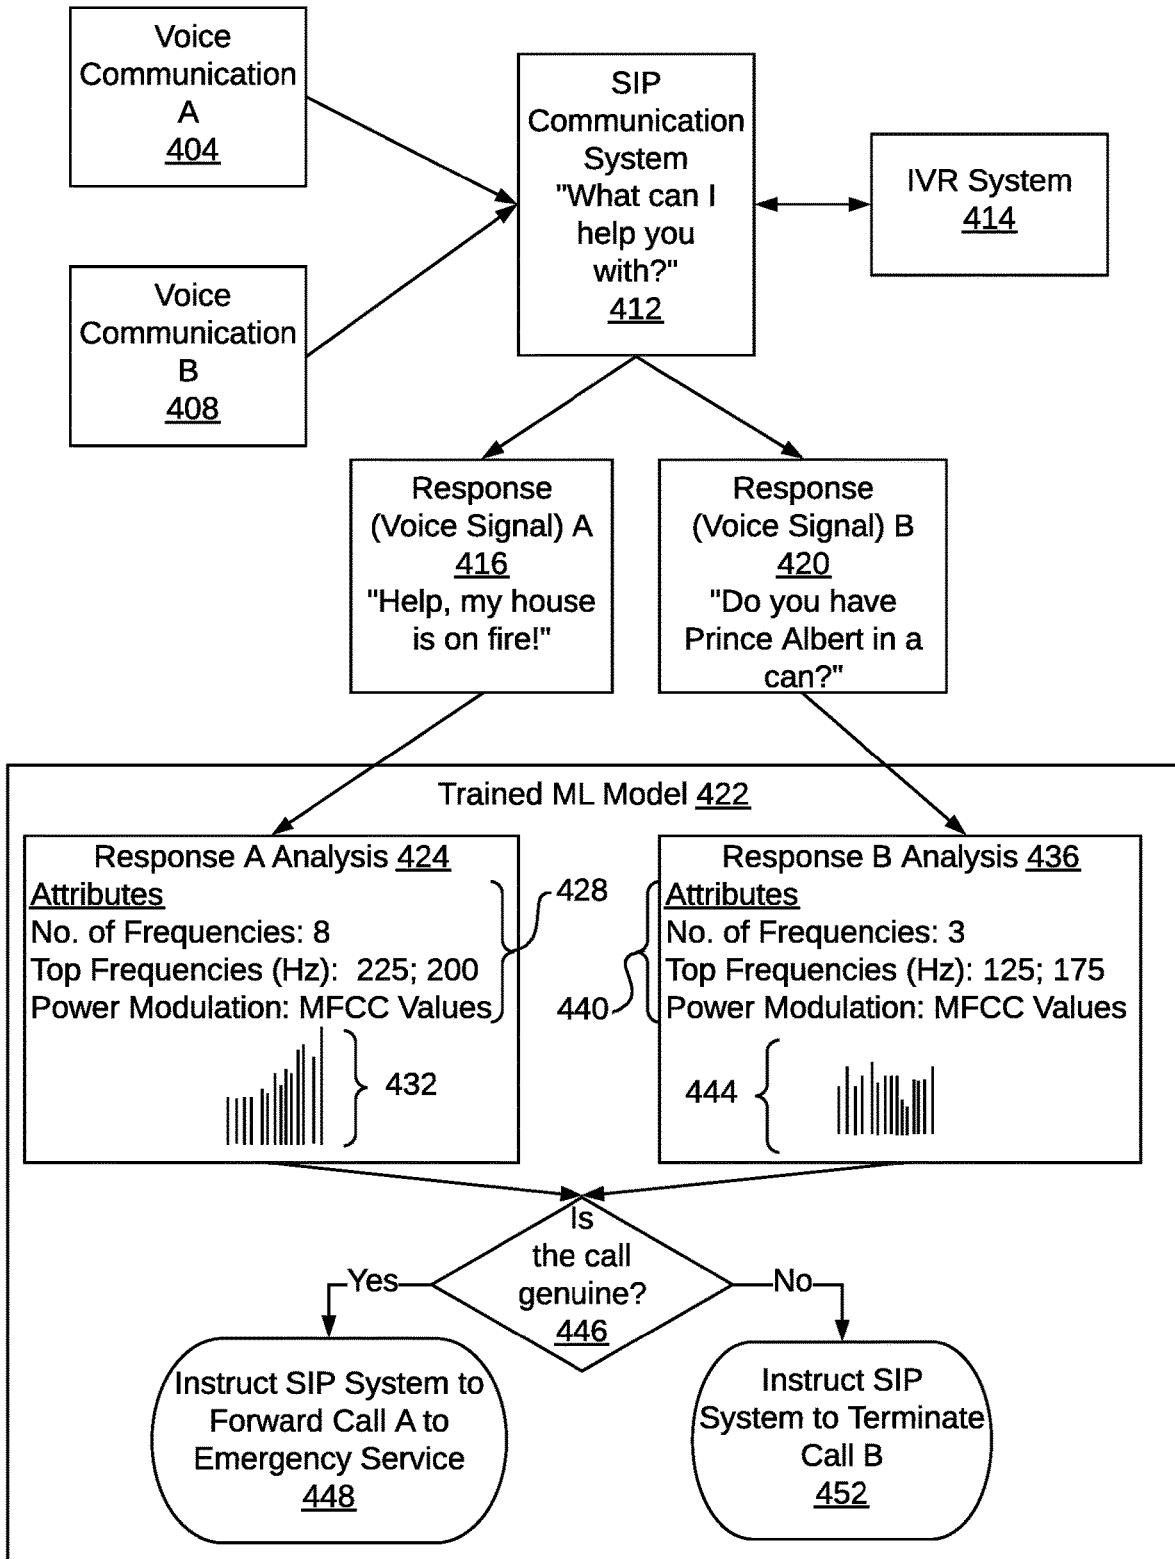 Voice
Communication
A
404
SIP
Communication
System
"What can I
help you
with?"
412
IVR System
414
Voice
Communication
B
408
Response
(Voice Signal) A
416
"Help, my house
is on fire!"
Response
(Voice Signal) B
420
"Do you have
Prince Albert in a
can?"
Trained ML Model 422
Response A Analysis 424
Attributes
No. of Frequencies: 8
Top Frequencies (Hz): 225; 200
Power Modulation: MFCC Values
428
432
Response B Analysis 436
Attributes
No. of Frequencies: 3
Top Frequencies (Hz): 125; 175
Power Modulation: MFCC Values
440
444
Is
the call
genuine?
446
Yes
No
Instruct SIP System to
Forward Call A to
Emergency Service
448
Instruct SIP
System to Terminate
Call B
452